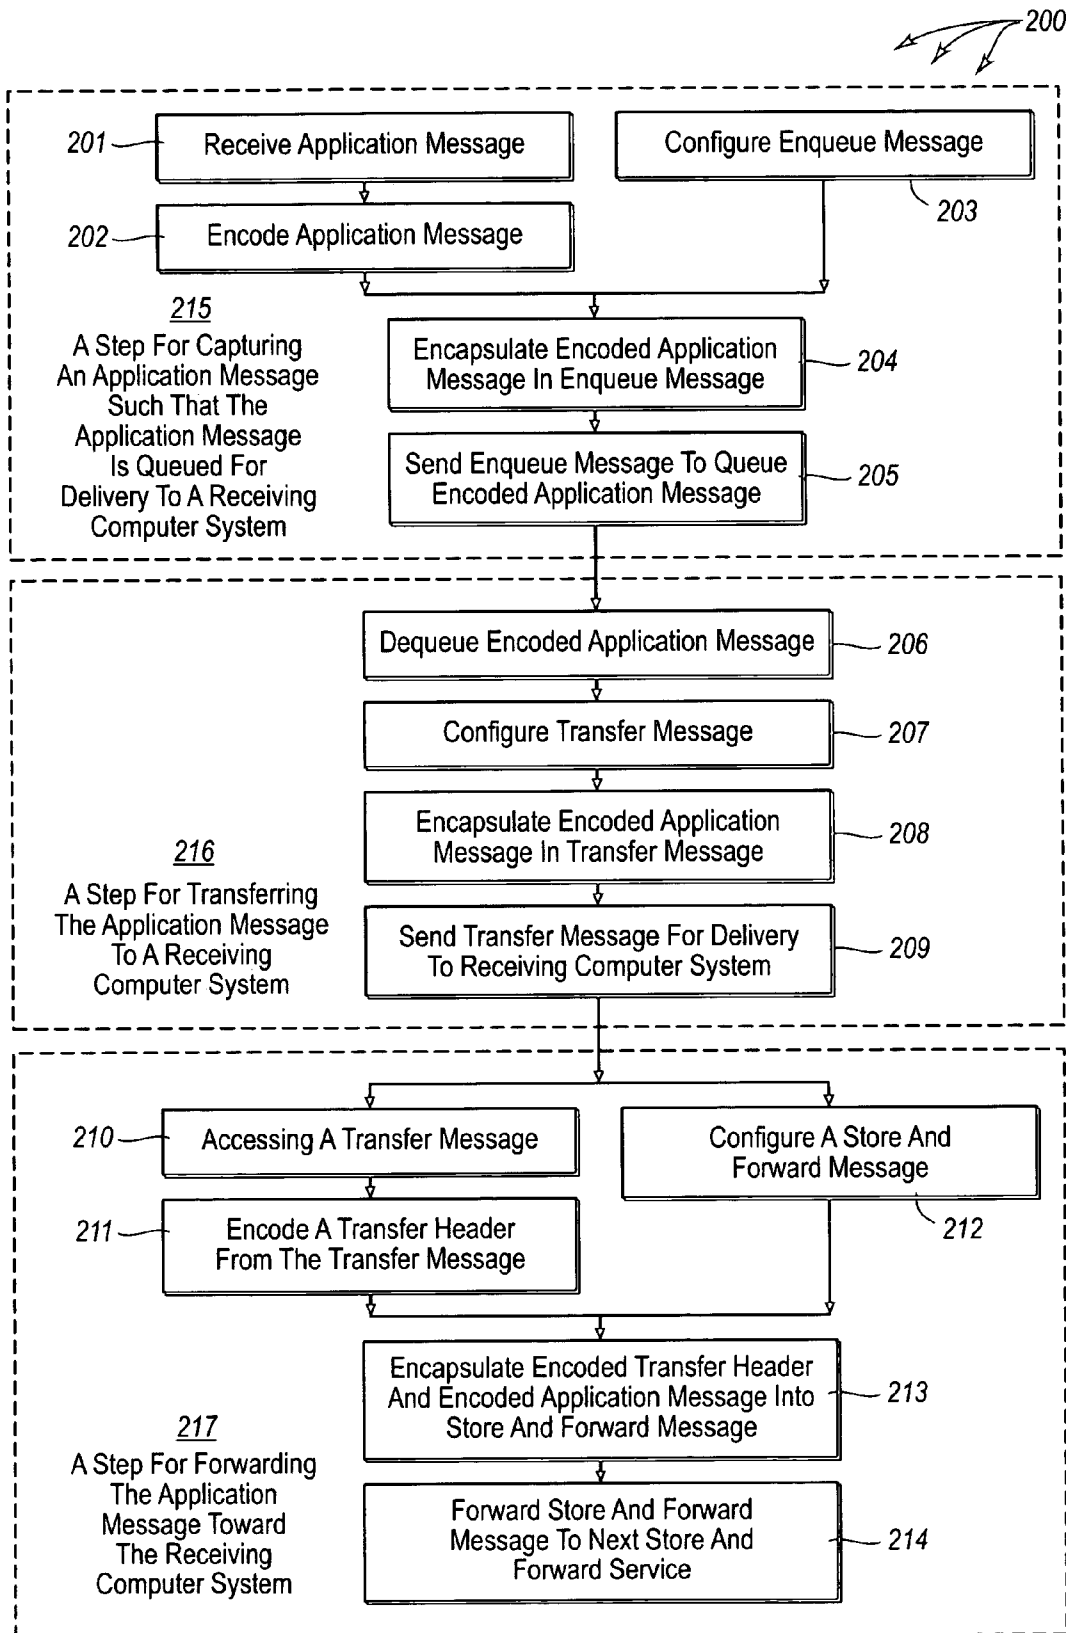 200
201
Receive Application Message
Configure Enqueue Message
203
202
Encode Application Message
215
A Step For Capturing
An Application Message
Such That The
Application Message
Is Queued For
Delivery To A Receiving
Computer System
Encapsulate Encoded Application
Message In Enqueue Message
204
Send Enqueue Message To Queue
Encoded Application Message
205
Dequeue Encoded Application Message
206
Configure Transfer Message
207
Encapsulate Encoded Application
Message In Transfer Message
208
216
A Step For Transferring
The Application Message
To A Receiving
Computer System
Send Transfer Message For Delivery
To Receiving Computer System
209
210
Accessing A Transfer Message
Configure A Store And
Forward Message
212
211
Encode A Transfer Header
From The Transfer Message
Encapsulate Encoded Transfer Header
And Encoded Application Message Into
Store And Forward Message
213
217
A Step For Forwarding
The Application
Message Toward
The Receiving
Computer System
Forward Store And Forward
Message To Next Store And
Forward Service
214